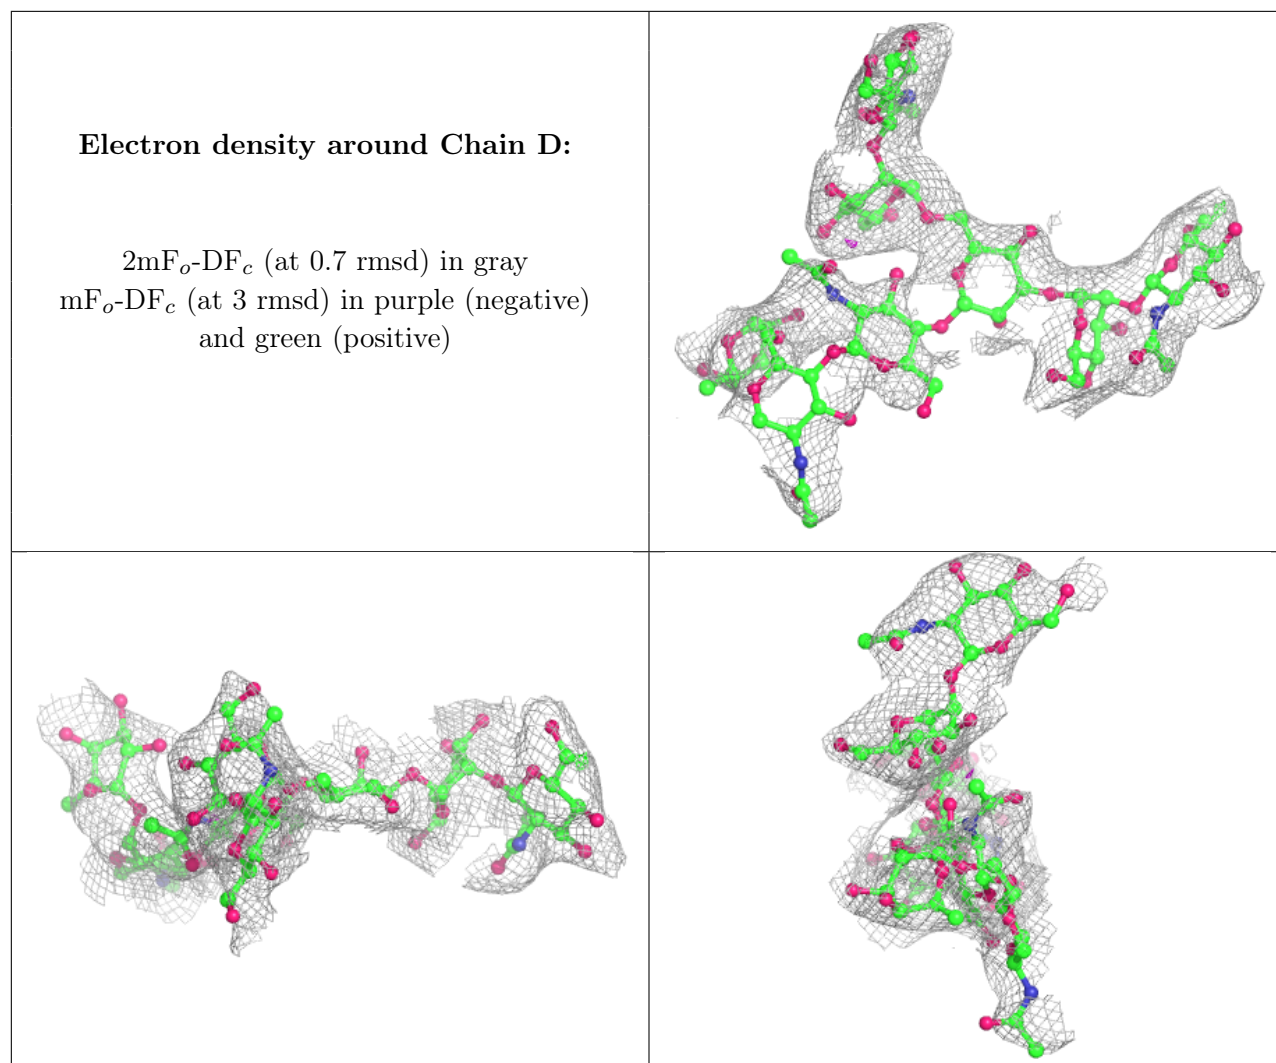 Electron density around Chain D:
2mFo-DFc (at 0.7 rmsd) in gray
mFo-DFc (at 3 rmsd) in purple (negative)
and green (positive)